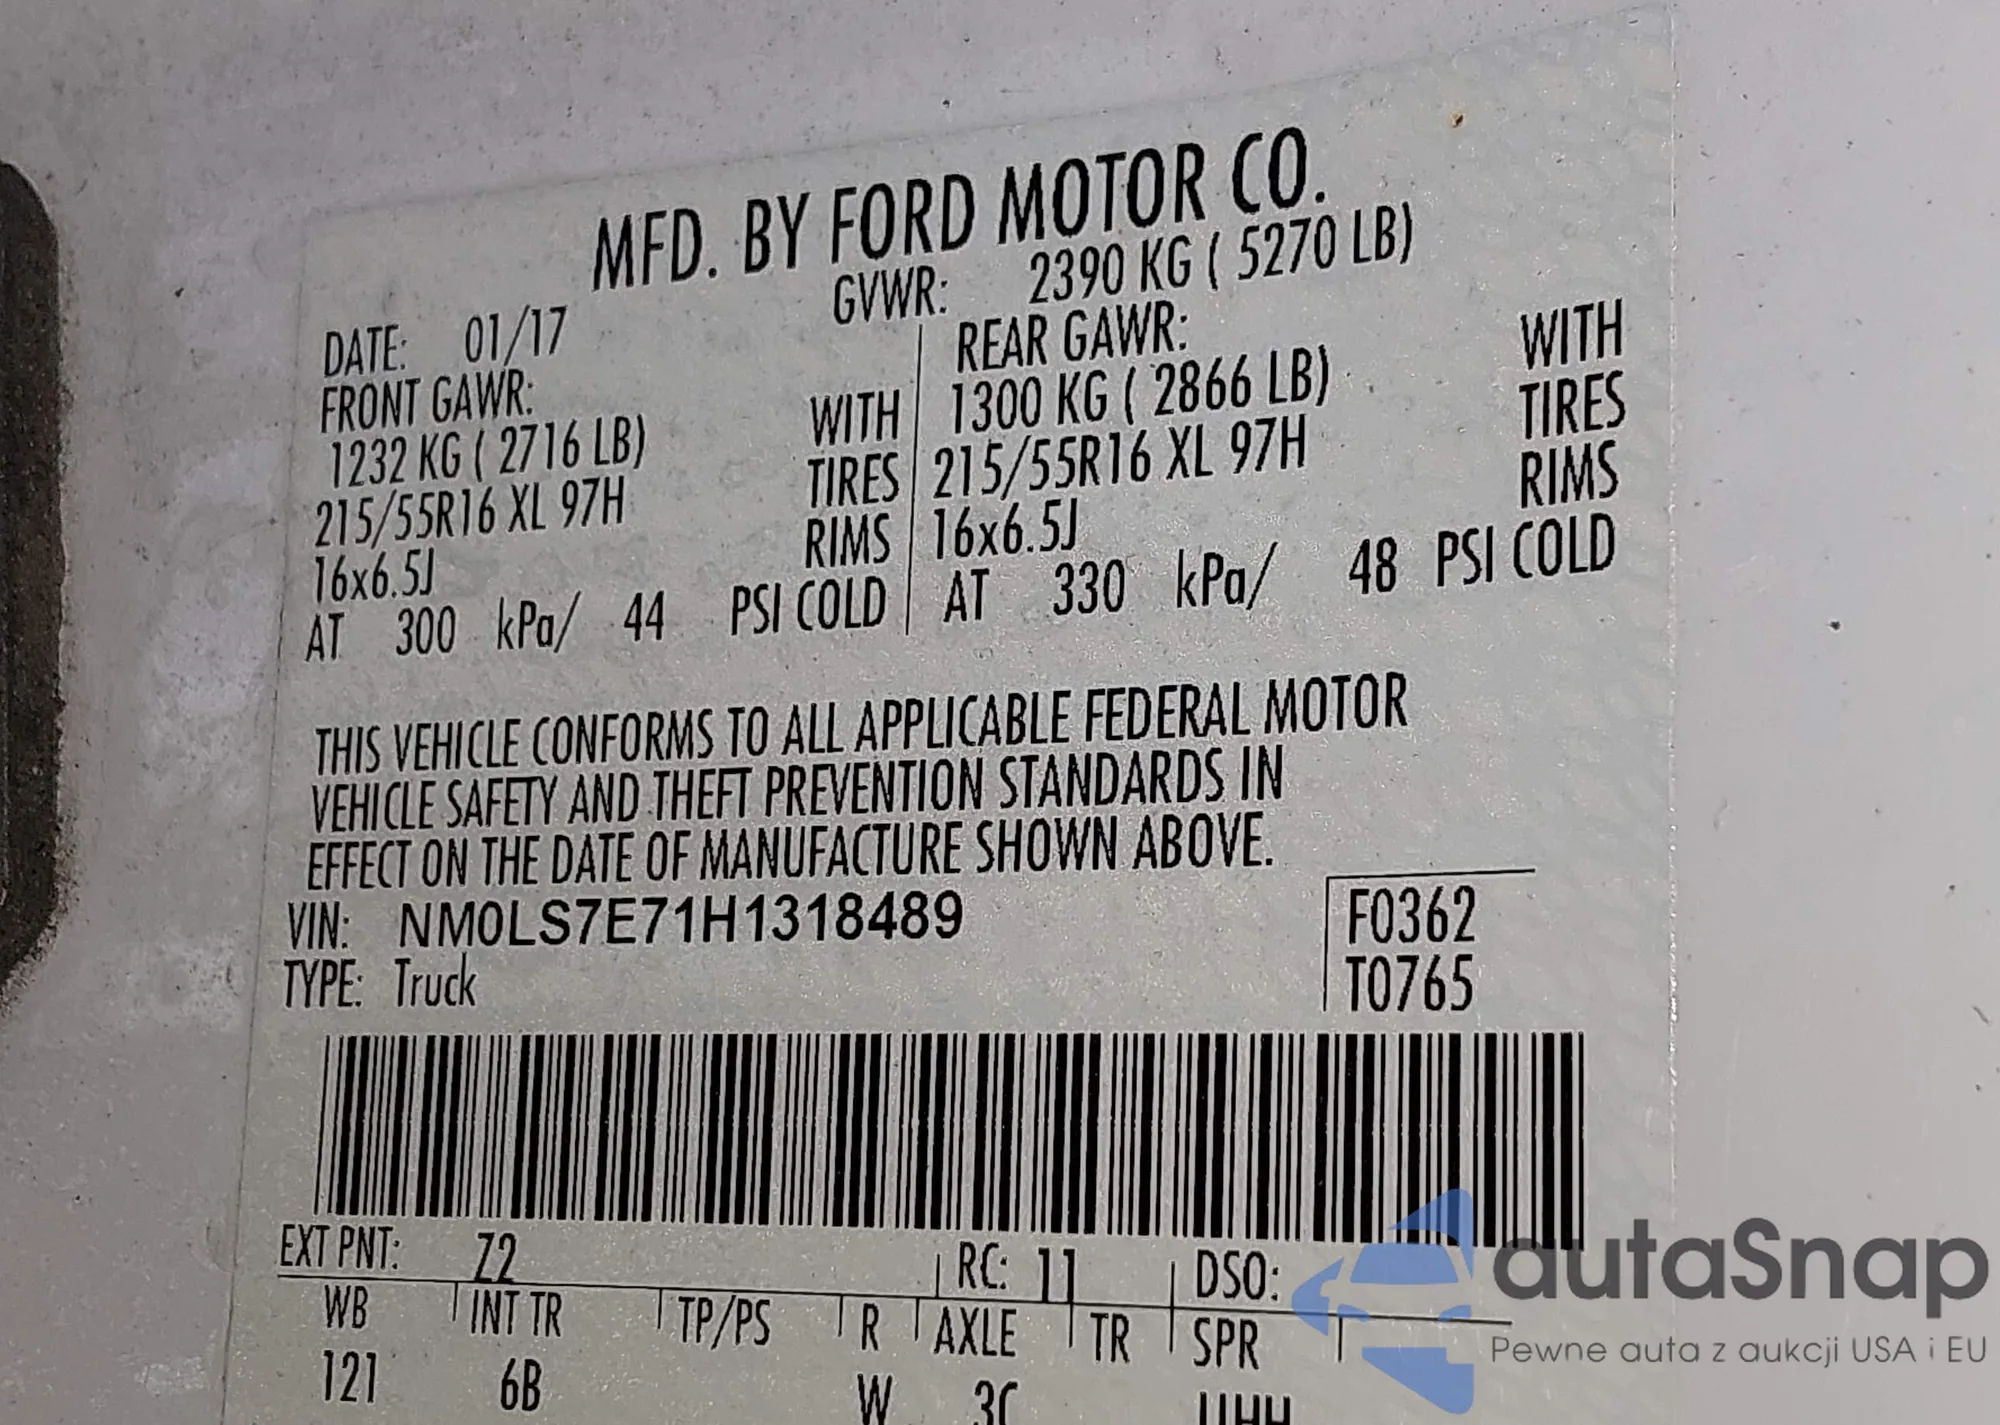 MFD. BY FORD MOTOR CO.
DATE: 01/17 GVWR: 2390 KG ( 5270 LB)
FRONT GAWR: REAR GAWR:
1232 KG ( 2716 LB) WITH 1300 KG ( 2866 LB) WITH
215/55R16 XL 97H TIRES 215/55R16 XL 97H TIRES
16x6.5J RIMS 16x6.5J RIMS
AT 300 kPa/ 44 PSI COLD AT 330 kPa/ 48 PSI COLD
THIS VEHICLE CONFORMS TO ALL APPLICABLE FEDERAL MOTOR
VEHICLE SAFETY AND THEFT PREVENTION STANDARDS IN
EFFECT ON THE DATE OF MANUFACTURE SHOWN ABOVE.
VIN: NM0LS7E71H1318489 F0362
TYPE: Truck T0765
EXT PNT: Z2 RC: 11 DSO:
WB INT TR TP/PS R AXLE TR SPR
121 6B W 3C
autaSnap
Pewne auta z aukcji USA i EU